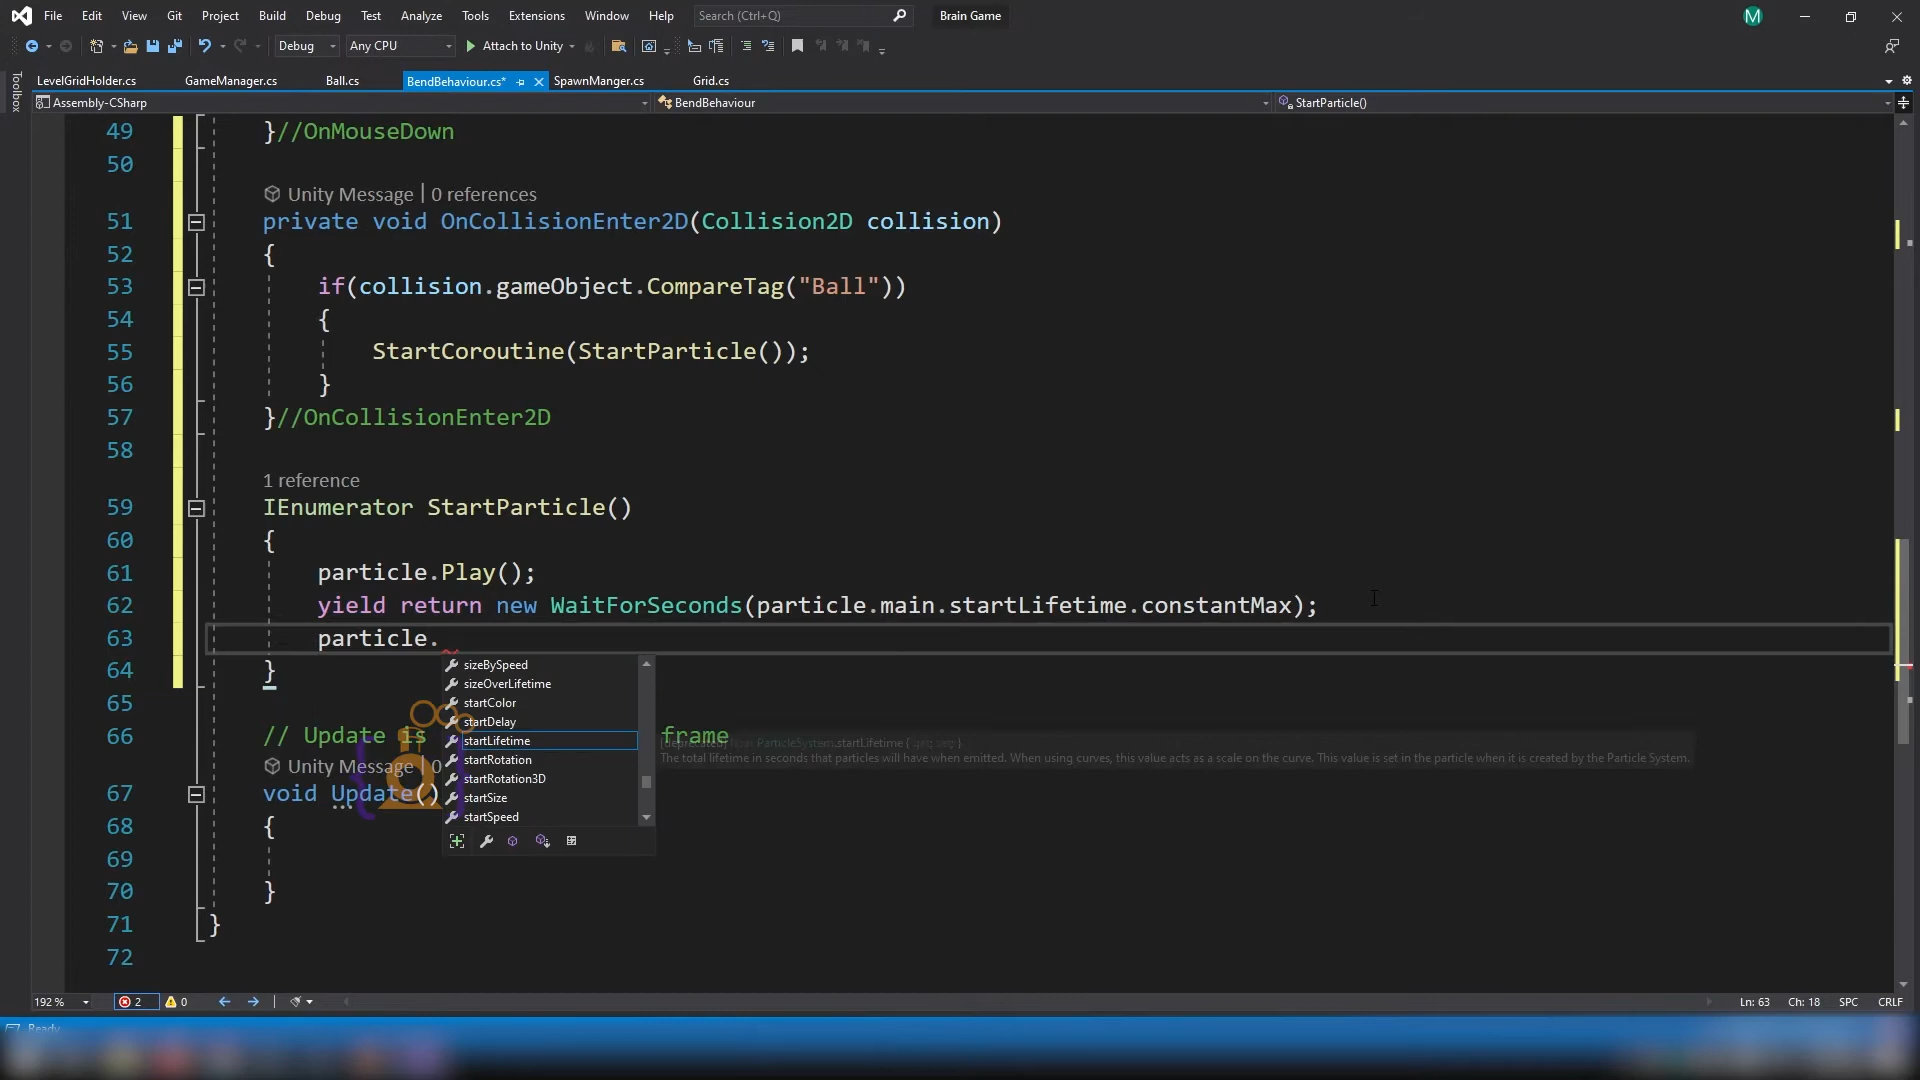 File Edit View Git Project Build Debug Test Analyze Tools Extensions Window Help Search (Ctrl+Q) Brain Game M
Debug Any CPU Attach to Unity
Toolbox
LevelGridHolder.cs GameManager.cs Ball.cs BendBehaviour.cs* SpawnManger.cs Grid.cs
Assembly-CSharp BendBehaviour StartParticle()
49 }//OnMouseDown
50
Unity Message | 0 references
51 private void OnCollisionEnter2D(Collision2D collision)
52 {
53 if(collision.gameObject.CompareTag("Ball"))
54 {
55 StartCoroutine(StartParticle());
56 }
57 }//OnCollisionEnter2D
58
1 reference
59 IEnumerator StartParticle()
60 {
61 particle.Play();
62 yield return new WaitForSeconds(particle.main.startLifetime.constantMax);
63 particle.
64 }
sizeBySpeed
sizeOverLifetime
65
startColor
startDelay
66 // Update is frame
startLifetime
[deprecated] float ParticleSystem.startLifetime { get; set; }
The total lifetime in seconds that particles will have when emitted. When using curves, this value acts as a scale on the curve. This value is set in the particle when it is created by the Particle System.
startRotation
Unity Message | 0
startRotation3D
67 void Update()
startSize
startSpeed
68 {
69
70 }
71 }
72
192 % 2 0 Ln: 63 Ch: 18 SPC CRLF
Ready